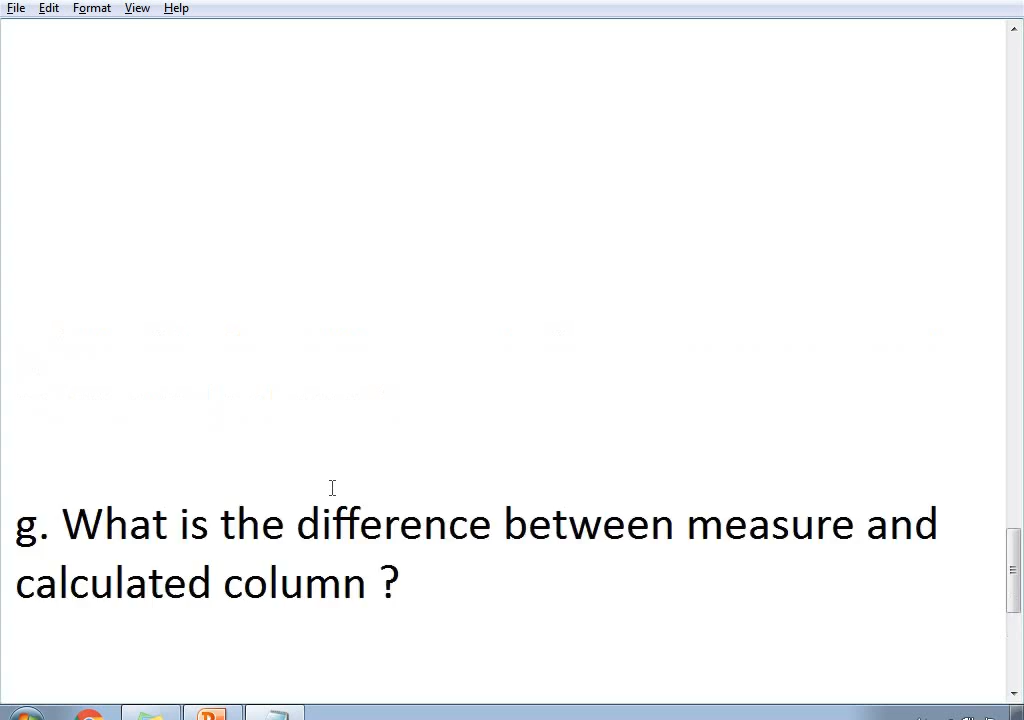 File Edit Format View Help
g. What is the difference between measure and
calculated column ?